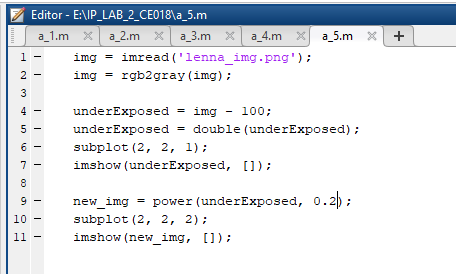 Editor - E:\IP_LAB_2_CE018\a_5.m
a_1.m a_2.m a_3.m a_4.m a_5.m +
1 - img = imread('lenna_img.png');
2 - img = rgb2gray(img);
3
4 - underExposed = img - 100;
5 - underExposed = double(underExposed);
6 - subplot(2, 2, 1);
7 - imshow(underExposed, []);
8
9 - new_img = power(underExposed, 0.2);
10 - subplot(2, 2, 2);
11 - imshow(new_img, []);